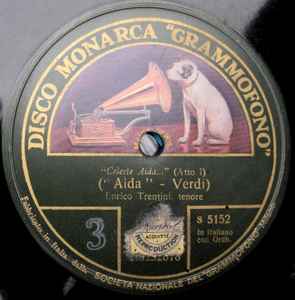 DISCO MONARCA "GRAMMOFONO"
"Celeste Aida..." (Atto I)
("Aida" - Verdi)
Enrico Trentini, tenore
S 5152
In Italiano
con Orch.
3
Fabbricato in Italia dalla SOCIETÀ NAZIONALE DEL "GRAMMOFONO" MILANO